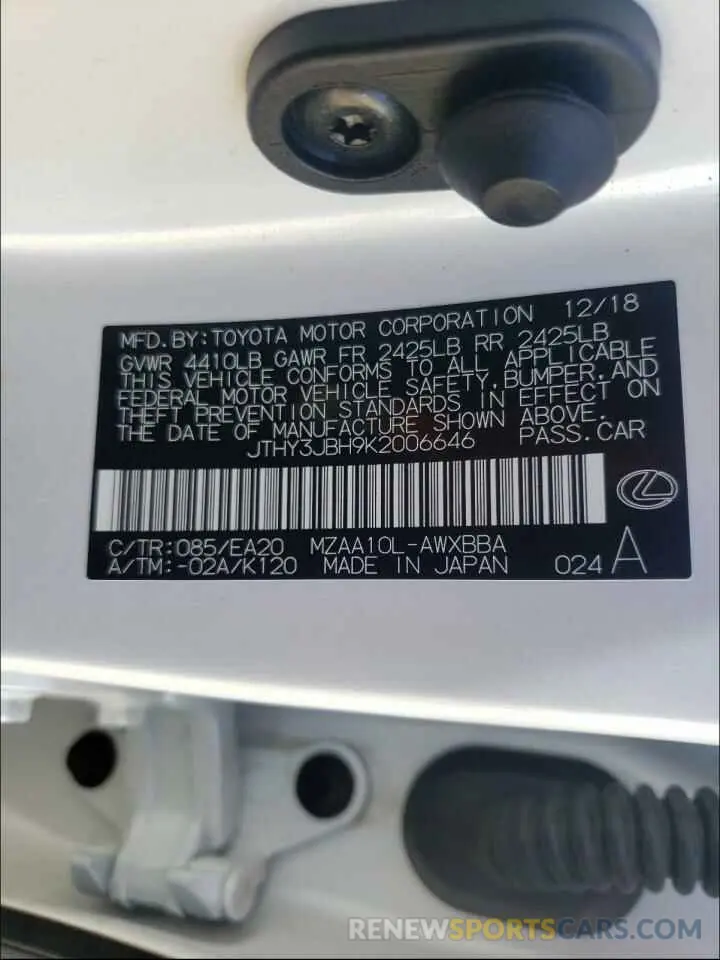 MFD. BY: TOYOTA MOTOR CORPORATION 12/18
GVWR 4410LB GAWR FR 2425LB RR 2425LB
THIS VEHICLE CONFORMS TO ALL APPLICABLE
FEDERAL MOTOR VEHICLE SAFETY, BUMPER, AND
THEFT PREVENTION STANDARDS IN EFFECT ON
THE DATE OF MANUFACTURE SHOWN ABOVE.
JTHY3JBH9K2006646 PASS. CAR
C/TR: 085/EA20 MZAA10L-AWXBBA
A/TM: -02A/K120 MADE IN JAPAN 024 A
RENEWSPORTSCARS.COM